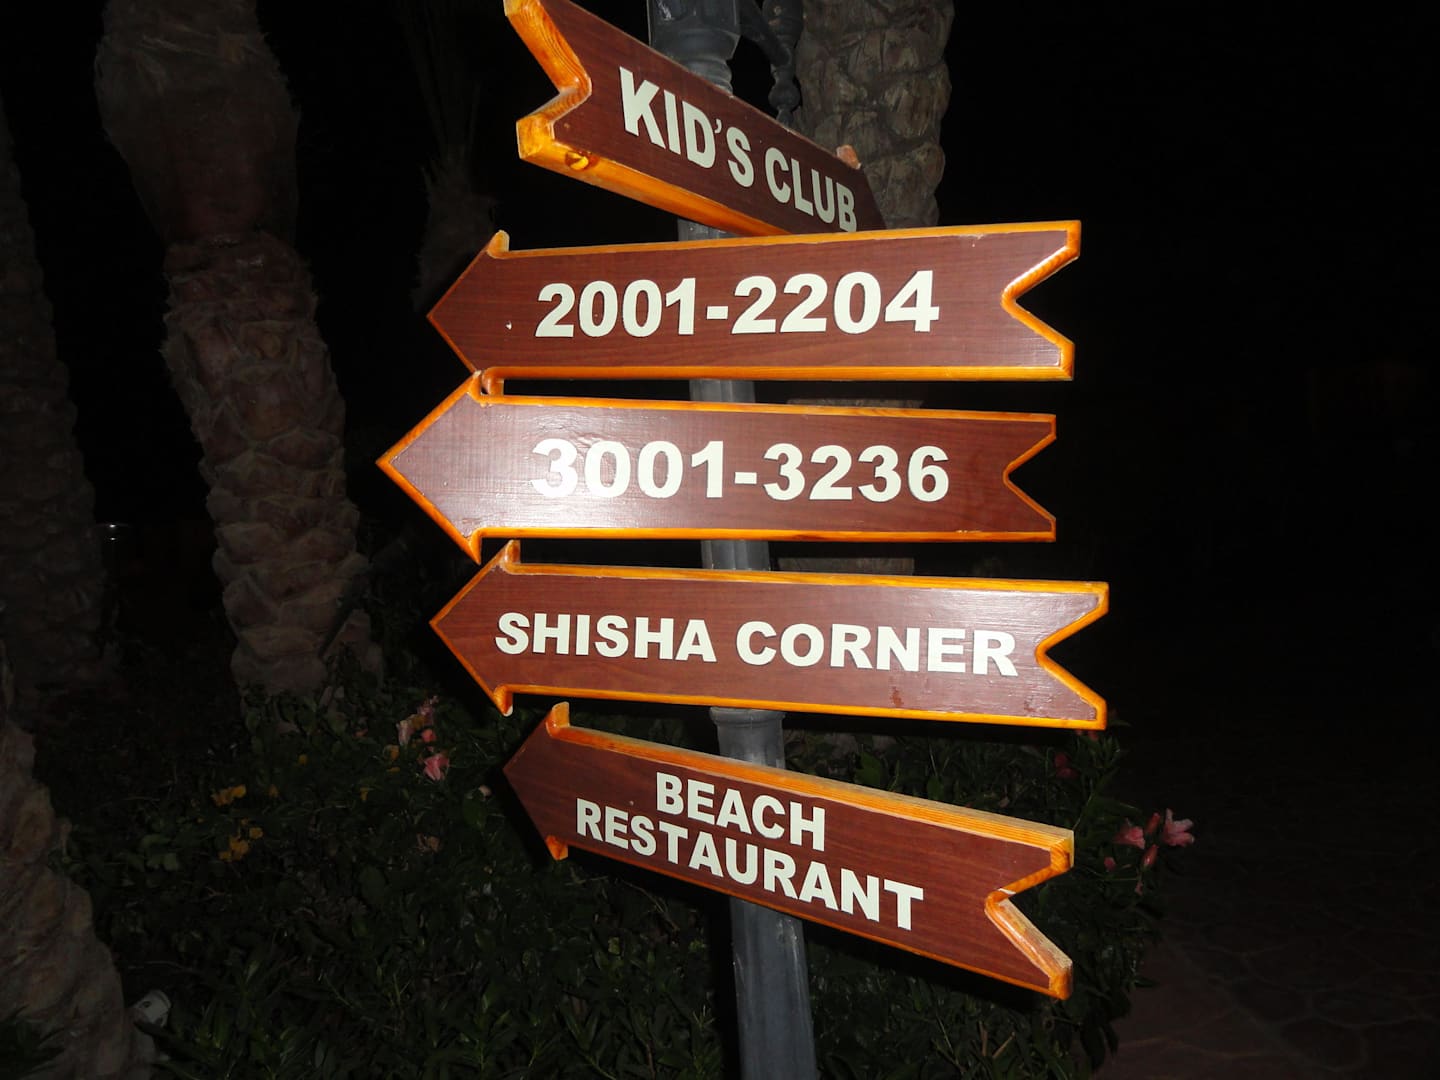 KID'S CLUB
2001-2204
3001-3236
SHISHA CORNER
BEACH
RESTAURANT